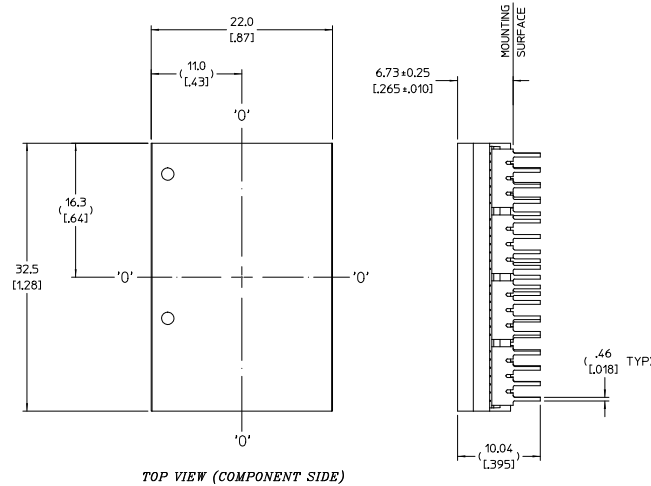 22.0
[.87]
11.0
( [.43] )
MOUNTING
SURFACE
6.73±0.25
[.265±.010]
'0'
16.3
( [.64] )
32.5
[1.28]
'0'
'0'
.46
( [.018] TYP.
10.04
( [.395] )
'0'
TOP VIEW (COMPONENT SIDE)